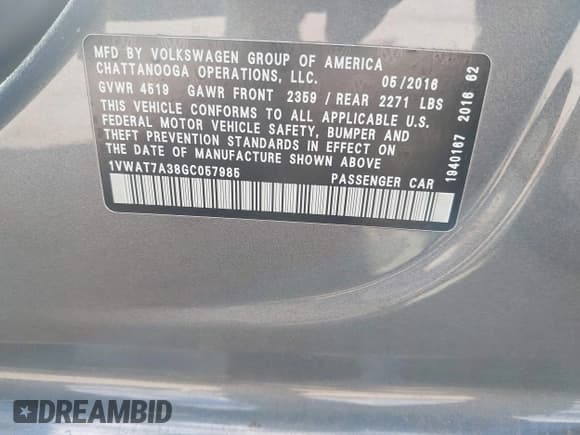 MFD BY VOLKSWAGEN GROUP OF AMERICA
CHATTANOOGA OPERATIONS, LLC. 05/2016
GVWR 4519 GAWR FRONT 2359 / REAR 2271 LBS
THIS VEHICLE CONFORMS TO ALL APPLICABLE U.S.
FEDERAL MOTOR VEHICLE SAFETY, BUMPER AND
THEFT PREVENTION STANDARDS IN EFFECT ON
THE DATE OF MANUFACTURE SHOWN ABOVE
1VWAT7A38GC057985 PASSENGER CAR
1940167 2016 62
DREAMBID